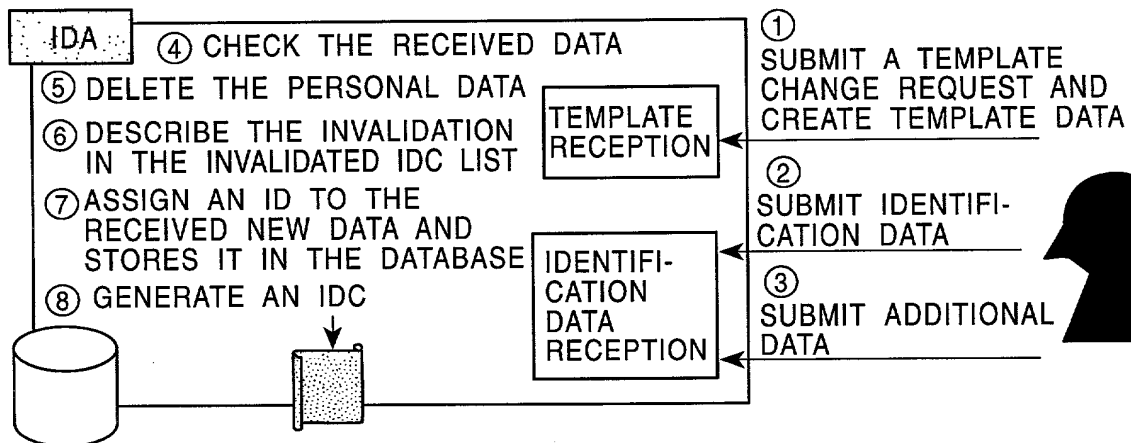 IDA
④ CHECK THE RECEIVED DATA
⑤ DELETE THE PERSONAL DATA
⑥ DESCRIBE THE INVALIDATION
IN THE INVALIDATED IDC LIST
⑦ ASSIGN AN ID TO THE
RECEIVED NEW DATA AND
STORES IT IN THE DATABASE
⑧ GENERATE AN IDC
TEMPLATE
RECEPTION
IDENTIFI-
CATION
DATA
RECEPTION
①
SUBMIT A TEMPLATE
CHANGE REQUEST AND
CREATE TEMPLATE DATA
②
SUBMIT IDENTIFI-
CATION DATA
③
SUBMIT ADDITIONAL
DATA